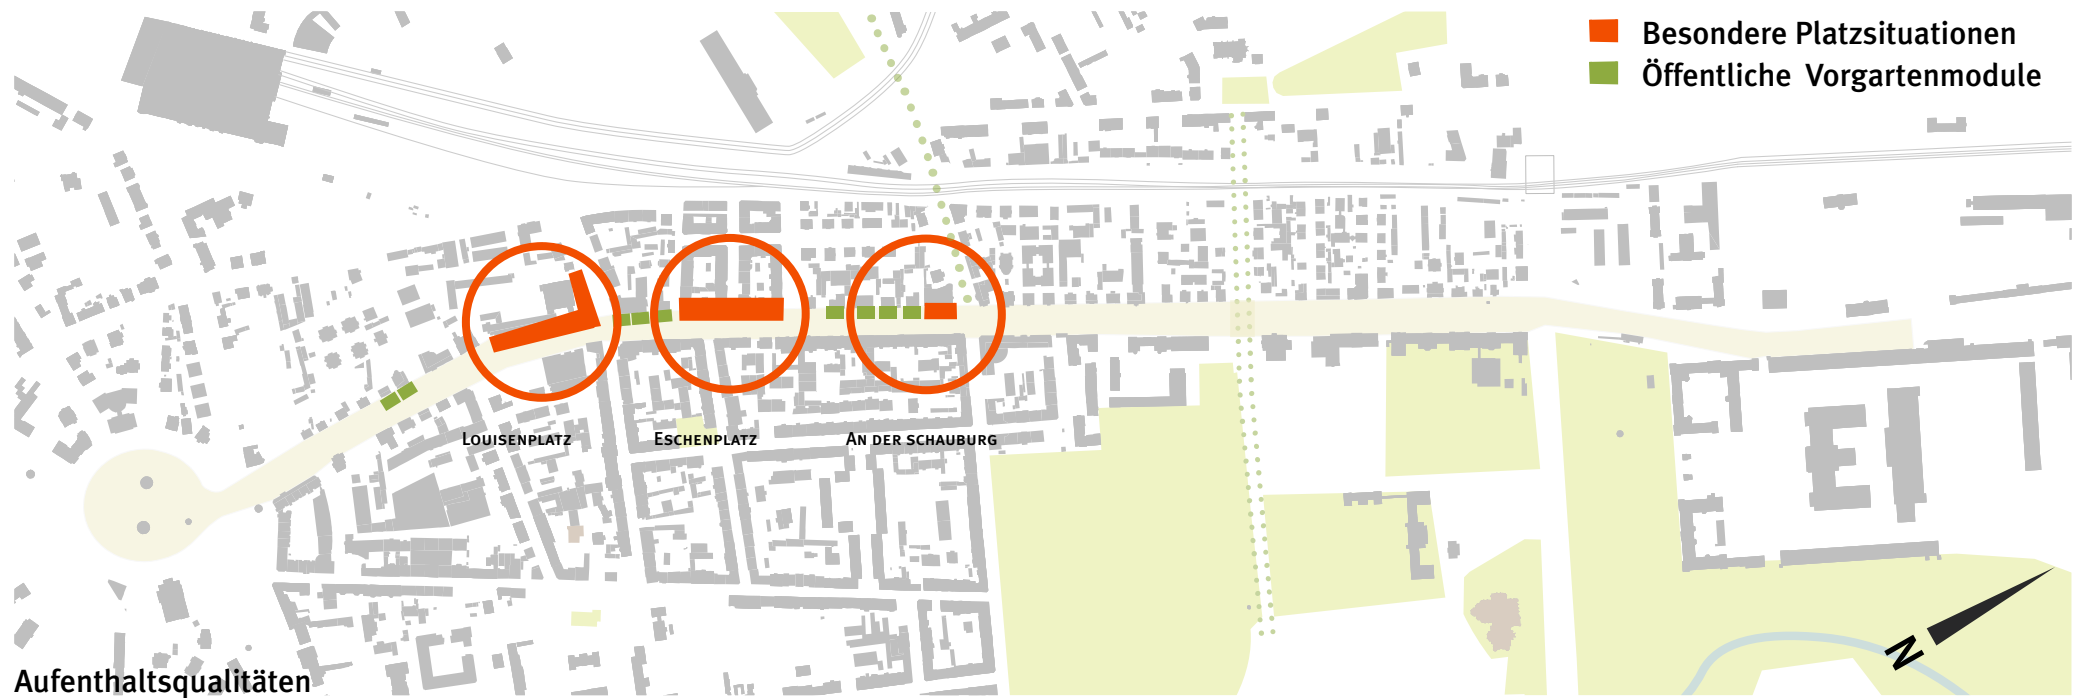 Besondere Platzsituationen
Öffentliche Vorgartenmodule
LOUISENPLATZ
ESCHENPLATZ
AN DER SCHAUBURG
N
Aufenthaltsqualitäten